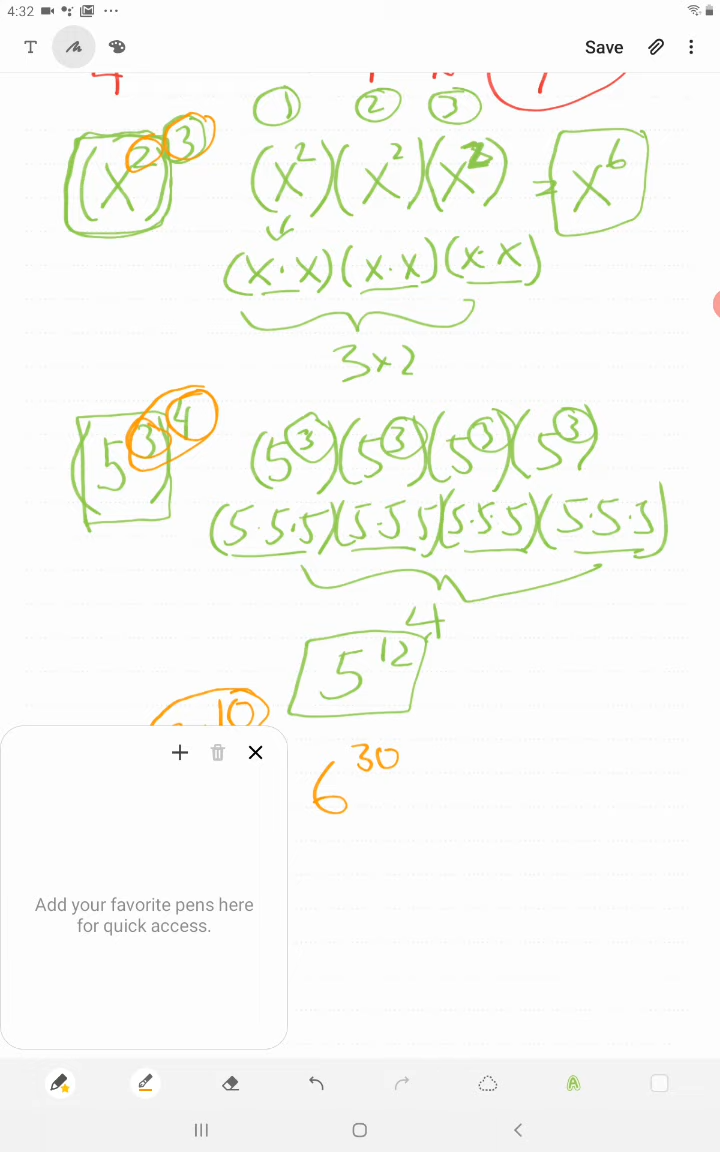 4:32
T
Save
① ② ③
(x²)³ (x²)(x²)(x²) = x⁶
(x·x)(x·x)(x·x)
3×2
(5³)⁴ (5³)(5³)(5³)(5³)
(5·5·5)(5·5 5)(5·5·5)(5·5·5)
4
5¹²
10
6³⁰
Add your favorite pens here
for quick access.
A